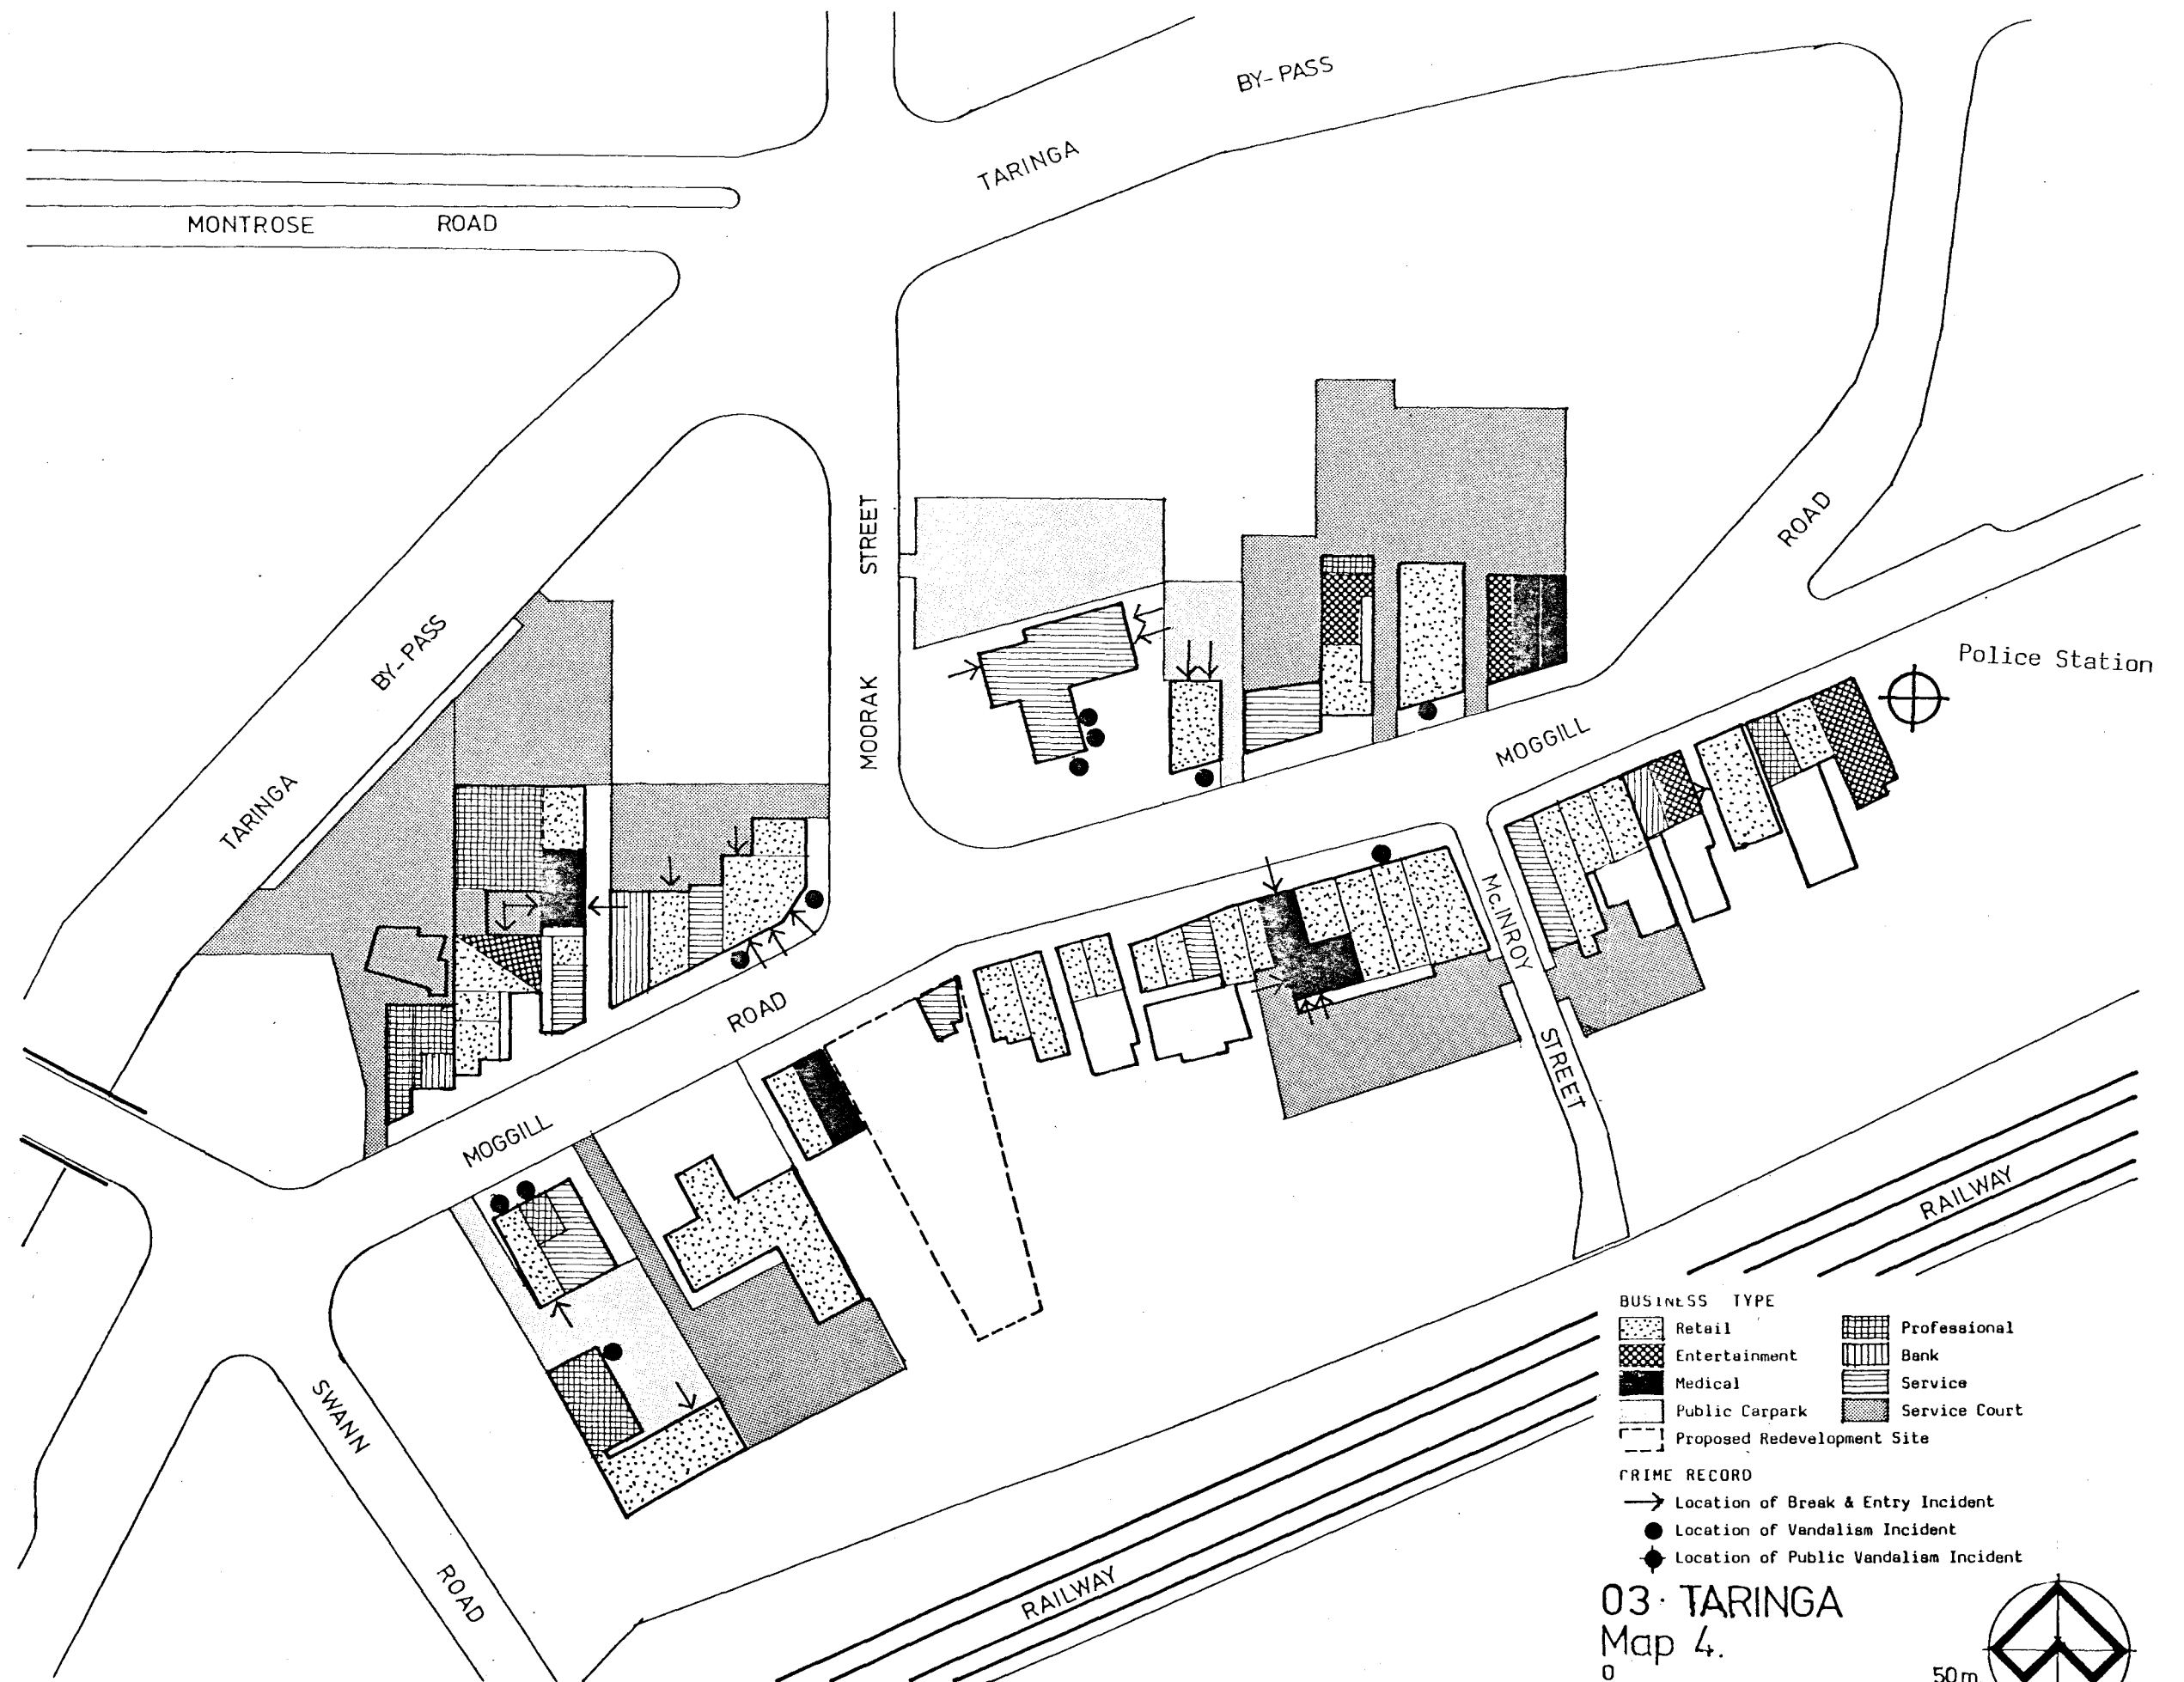 BY-PASS
TARINGA
MONTROSE ROAD
STREET
MOORAK
ROAD
Police Station
BY-PASS
TARINGA
MOGGILL
McINROY
STREET
ROAD
MOGGILL
RAILWAY
SWANN
ROAD
RAILWAY
BUSINESS TYPE
Retail
Professional
Entertainment
Bank
Medical
Service
Public Carpark
Service Court
Proposed Redevelopment Site
CRIME RECORD
Location of Break & Entry Incident
Location of Vandalism Incident
Location of Public Vandalism Incident
03· TARINGA
Map 4.
0
50m